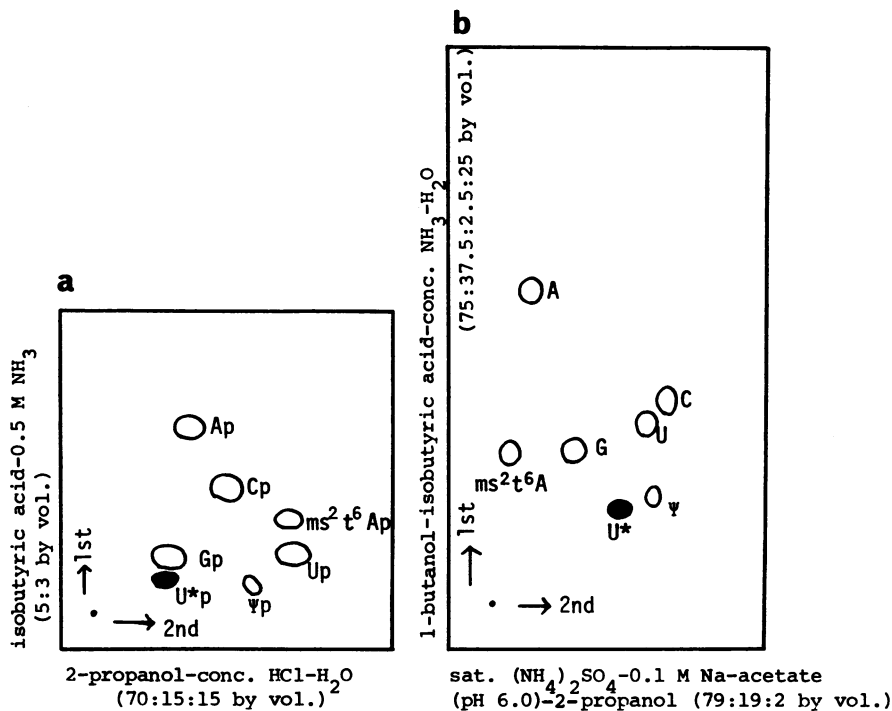 a
isobutyric acid-0.5 M NH3
(5:3 by vol.)
Ap
Cp
ms2t6Ap
Gp
Up
U*p
Ψp
1st
2nd
2-propanol-conc. HCl-H2O
(70:15:15 by vol.)
b
1-butanol-isobutyric acid-conc. NH3-H2O
(75:37.5:2.5:25 by vol.)
A
C
U
G
ms2t6A
Ψ
U*
1st
2nd
sat. (NH4)2SO4-0.1 M Na-acetate
(pH 6.0)-2-propanol (79:19:2 by vol.)